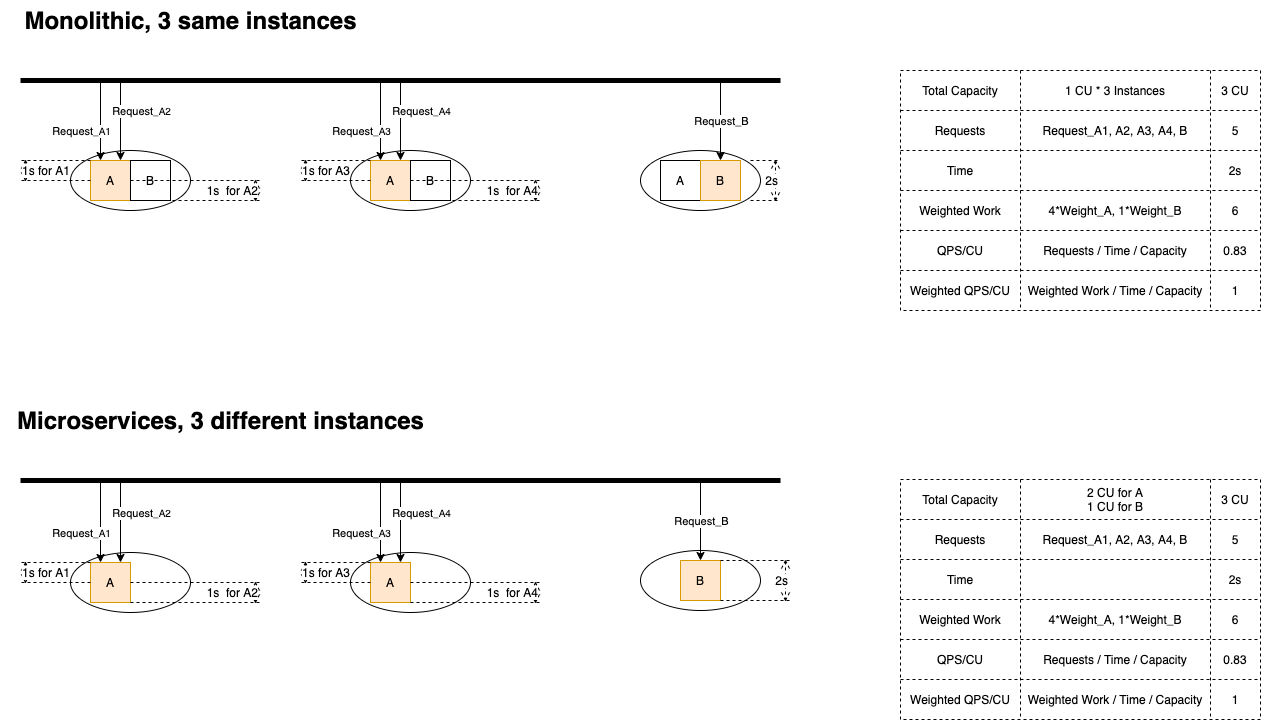 Monolithic, 3 same instances
Request_A2
Request_A1
Request_A4
Request_A3
Request_B
1s for A1
A
B
1s for A2
1s for A3
A
B
1s for A4
A
B
2s
Total Capacity 1 CU * 3 Instances 3 CU
Requests Request_A1, A2, A3, A4, B 5
Time 2s
Weighted Work 4*Weight_A, 1*Weight_B 6
QPS/CU Requests / Time / Capacity 0.83
Weighted QPS/CU Weighted Work / Time / Capacity 1
Microservices, 3 different instances
Request_A2
Request_A1
Request_A4
Request_A3
Request_B
1s for A1
A
1s for A2
1s for A3
A
1s for A4
B
2s
Total Capacity 2 CU for A
1 CU for B 3 CU
Requests Request_A1, A2, A3, A4, B 5
Time 2s
Weighted Work 4*Weight_A, 1*Weight_B 6
QPS/CU Requests / Time / Capacity 0.83
Weighted QPS/CU Weighted Work / Time / Capacity 1